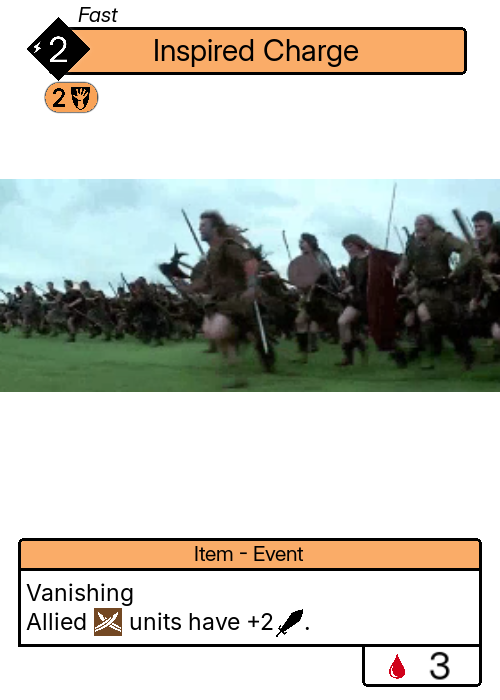 Fast
2
Inspired Charge
2
Item - Event
Vanishing
Allied units have +2 .
3